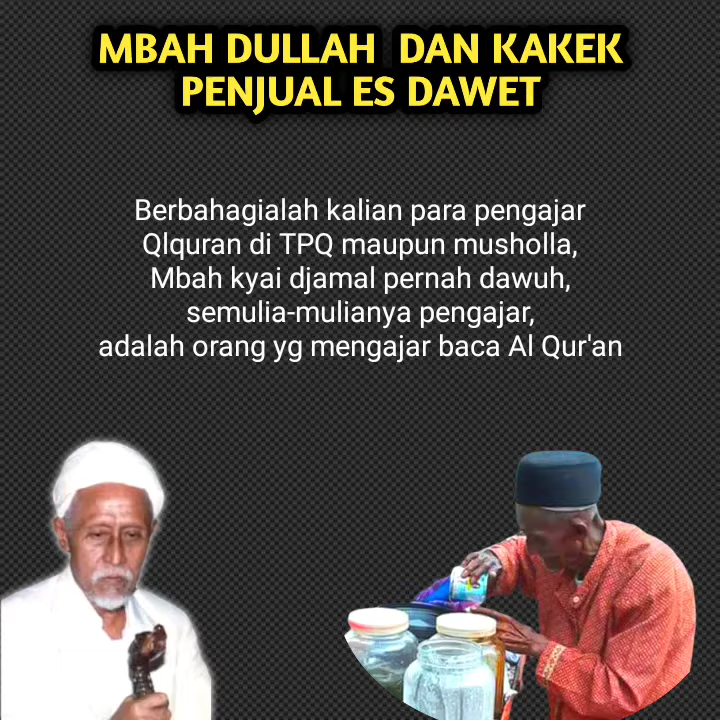 MBAH DULLAH DAN KAKEK
PENJUAL ES DAWET
Berbahagialah kalian para pengajar
Qlquran di TPQ maupun musholla,
Mbah kyai djamal pernah dawuh,
semulia-mulianya pengajar,
adalah orang yg mengajar baca Al Qur'an